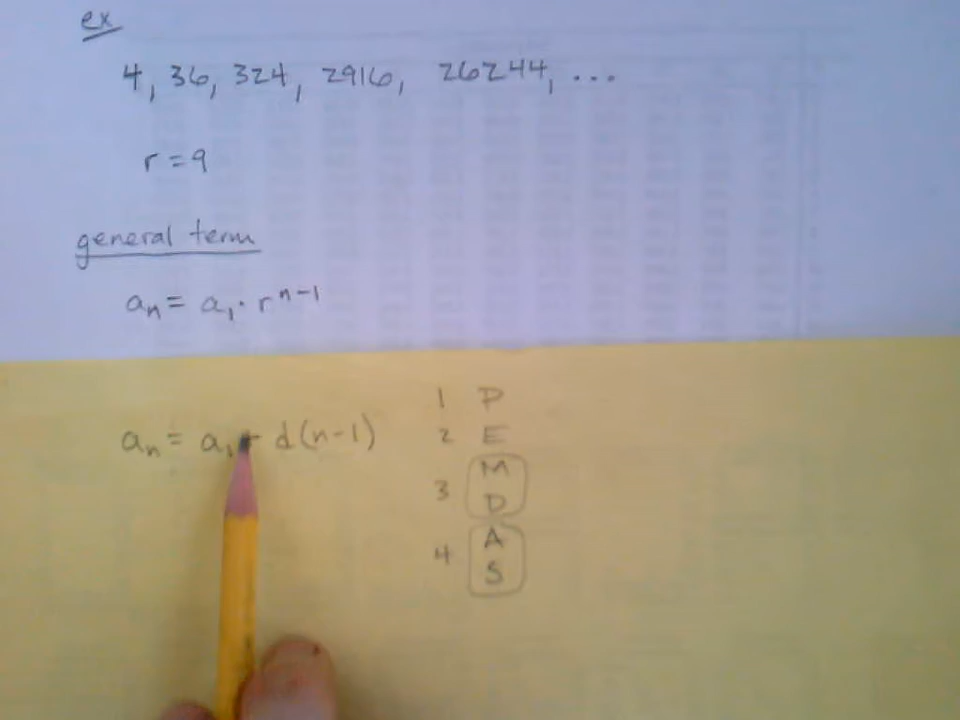 ex
4, 36, 324, 2916, 26244, ...
r = 9
general term
aₙ = a₁ · rⁿ⁻¹
aₙ = a₁ + d(n-1)
1 P
2 E
3 M
D
4 A
S